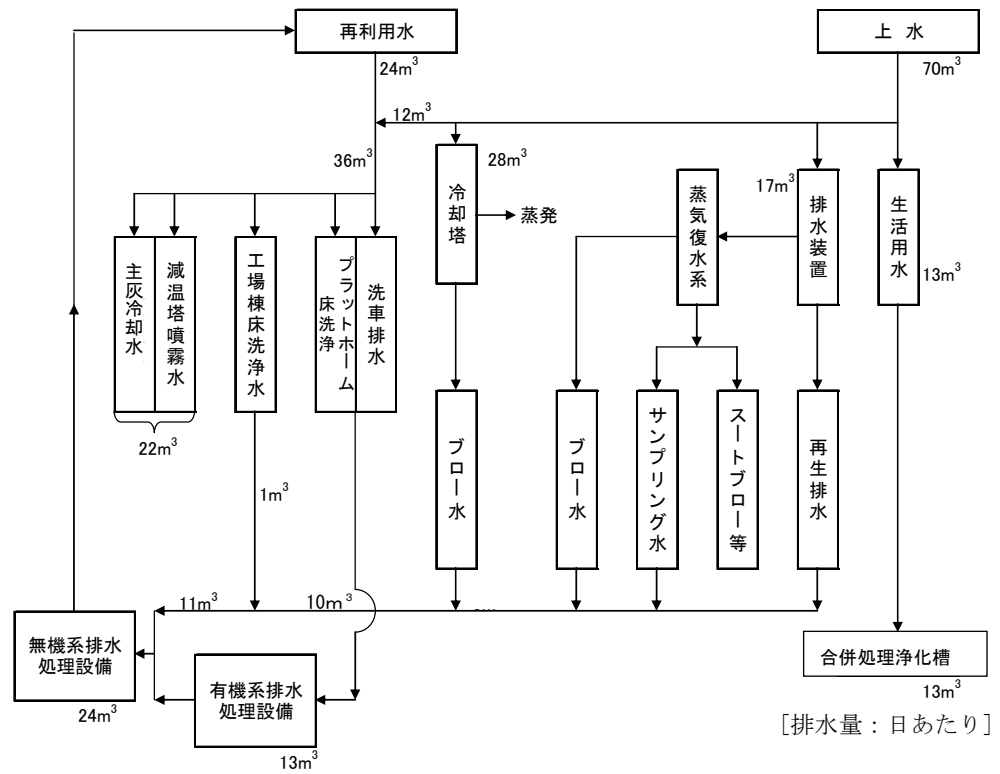 再利用水
上 水
24m³
70m³
12m³
36m³
28m³
冷却塔
蒸発
蒸気復水系
17m³
排水装置
生活用水
13m³
主灰冷却水
減温塔噴霧水
工場棟床洗浄水
プラットホーム
床洗浄
洗車排水
22m³
1m³
ブロー水
ブロー水
サンプリング水
スートブロー等
再生排水
11m³
10m³
無機系排水
処理設備
24m³
有機系排水
処理設備
13m³
合併処理浄化槽
13m³
[排水量：日あたり]